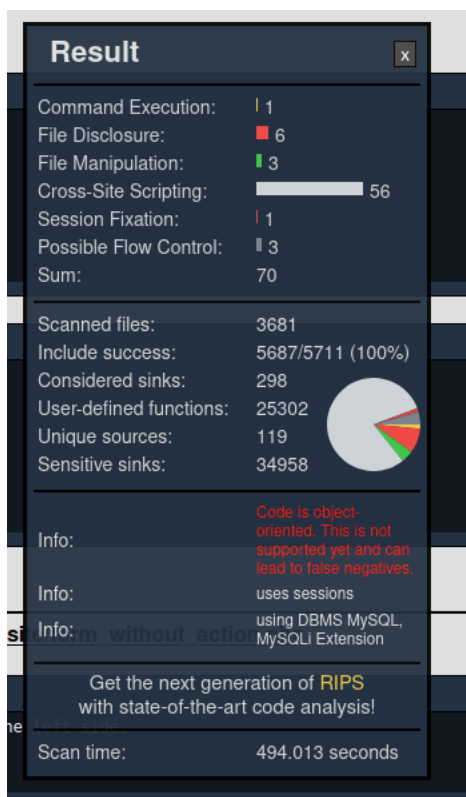 Result
x
Command Execution: 1
File Disclosure: 6
File Manipulation: 3
Cross-Site Scripting: 56
Session Fixation: 1
Possible Flow Control: 3
Sum: 70
Scanned files: 3681
Include success: 5687/5711 (100%)
Considered sinks: 298
User-defined functions: 25302
Unique sources: 119
Sensitive sinks: 34958
Info: Code is object-
oriented. This is not
supported yet and can
lead to false negatives.
Info: uses sessions
Info: using DBMS MySQL,
MySQLi Extension
form_without_action
Get the next generation of RIPS
with state-of-the-art code analysis!
left side.
Scan time: 494.013 seconds